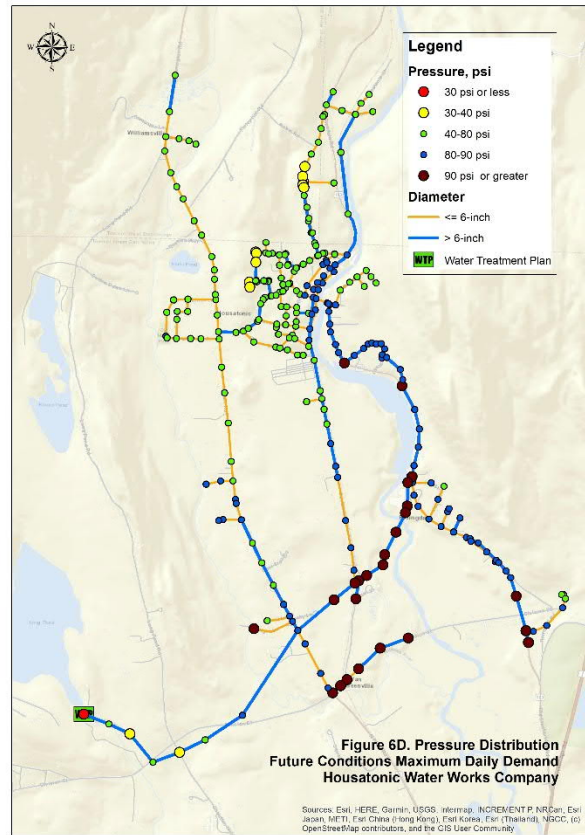 N
W
E
S
Legend
Pressure, psi
30 psi or less
30-40 psi
40-80 psi
80-90 psi
90 psi or greater
Diameter
<= 6-inch
> 6-inch
WTP Water Treatment Plan
Williamsville
Housatonic
WTP
Figure 6D. Pressure Distribution
Future Conditions Maximum Daily Demand
Housatonic Water Works Company
Sources: Esri, HERE, Garmin, USGS, Intermap, INCREMENT P, NRCan, Esri
Japan, METI, Esri China (Hong Kong), Esri Korea, Esri (Thailand), NGCC, (c)
OpenStreetMap contributors, and the GIS User Community